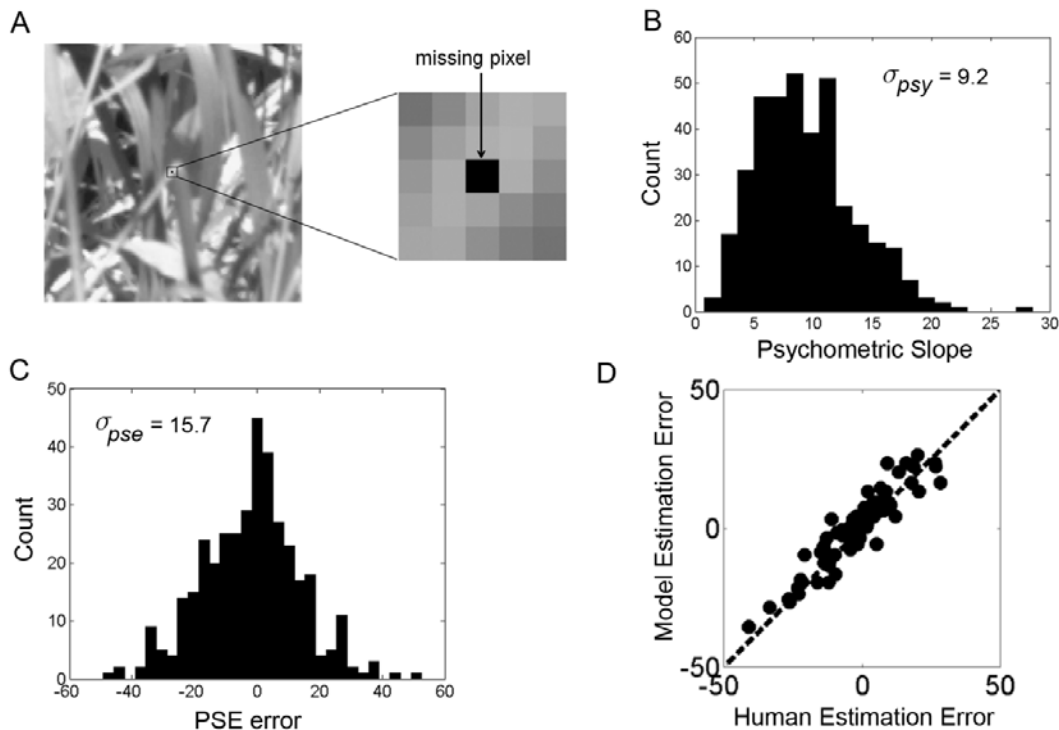 A
missing pixel
B
60
50
40
30
20
10
0
Count
σpsy = 9.2
0 5 10 15 20 25 30
Psychometric Slope
C
50
40
30
20
10
0
Count
σpse = 15.7
-60 -40 -20 0 20 40 60
PSE error
D
50
0
-50
Model Estimation Error
-50 0 50
Human Estimation Error